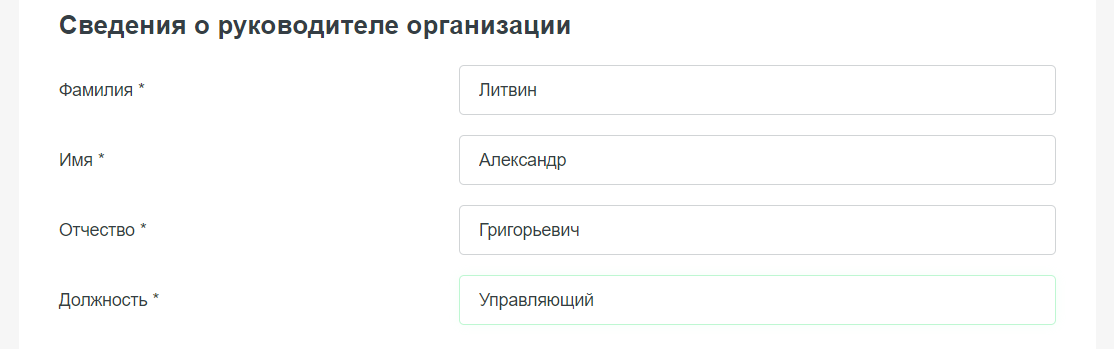 Сведения о руководителе организации
Фамилия * Литвин
Имя * Александр
Отчество * Григорьевич
Должность * Управляющий